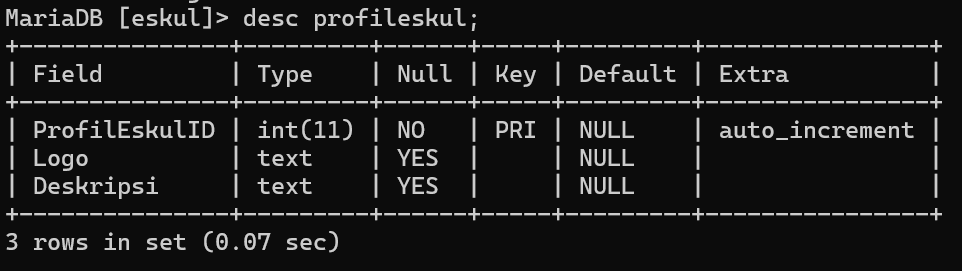 MariaDB [eskul]> desc profileskul;
+---------------+---------+------+-----+---------+----------------+
| Field         | Type    | Null | Key | Default | Extra          |
+---------------+---------+------+-----+---------+----------------+
| ProfilEskulID | int(11) | NO   | PRI | NULL    | auto_increment |
| Logo          | text    | YES  |     | NULL    |                |
| Deskripsi     | text    | YES  |     | NULL    |                |
+---------------+---------+------+-----+---------+----------------+
3 rows in set (0.07 sec)